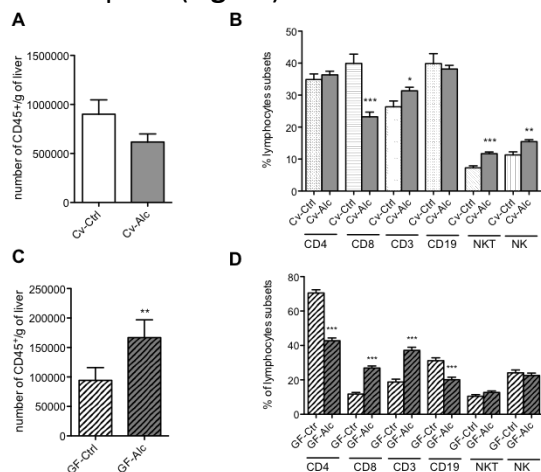 A
B
number of CD45+/g of liver
1500000
1000000
500000
0
Cv-Ctrl
Cv-Alc
% lymphocytes subsets
50
40
30
20
10
0
***
*
***
**
Cv-Ctrl
Cv-Alc
Cv-Ctrl
Cv-Alc
Cv-Ctrl
Cv-Alc
Cv-Ctrl
Cv-Alc
Cv-Ctrl
Cv-Alc
Cv-Ctrl
Cv-Alc
CD4 CD8 CD3 CD19 NKT NK
C
D
number of CD45⁺/g of liver
250000
200000
150000
100000
50000
0
**
GF-Ctrl
GF-Alc
% of lymphocytes subsets
80
60
40
20
0
***
***
***
***
GF-Ctr
GF-Alc
GF-Ctrl
GF-Alc
GF-Ctrl
GF-Alc
GF-Ctrl
GF-Alc
GF-Ctrl
GF-Alc
GF-Ctrl
GF-Alc
CD4 CD8 CD3 CD19 NKT NK